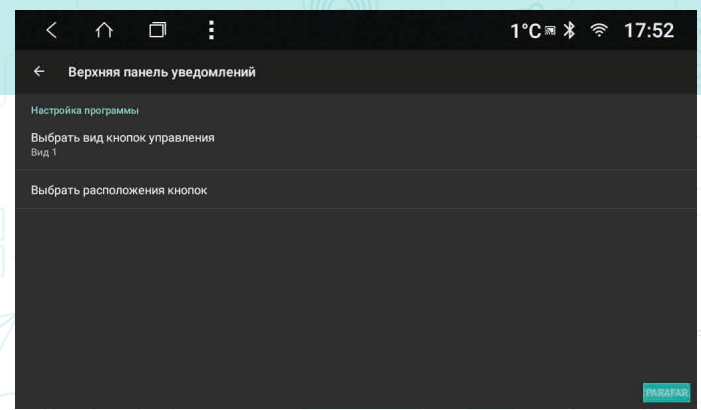 1°C 17:52
Верхняя панель уведомлений
Настройка программы
Выбрать вид кнопок управления
Вид 1
Выбрать расположения кнопок
PARAFAR